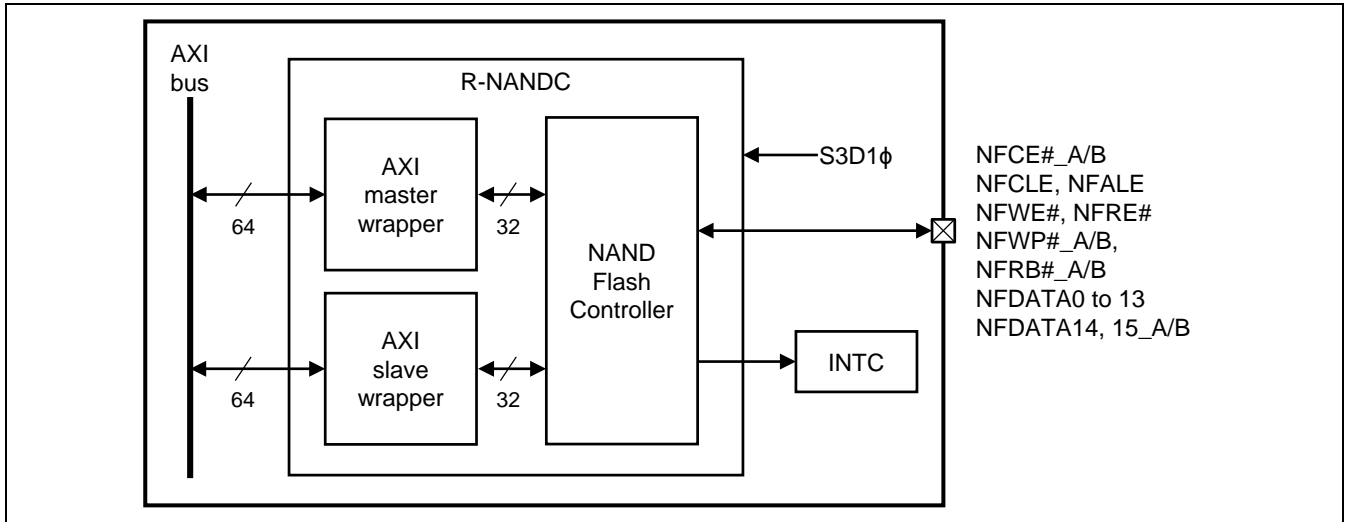 AXI
bus
R-NANDC
AXI
master
wrapper
64
32
NAND
Flash
Controller
AXI
slave
wrapper
64
32
S3D1ϕ
INTC
NFCE#_A/B
NFCLE, NFALE
NFWE#, NFRE#
NFWP#_A/B,
NFRB#_A/B
NFDATA0 to 13
NFDATA14, 15_A/B